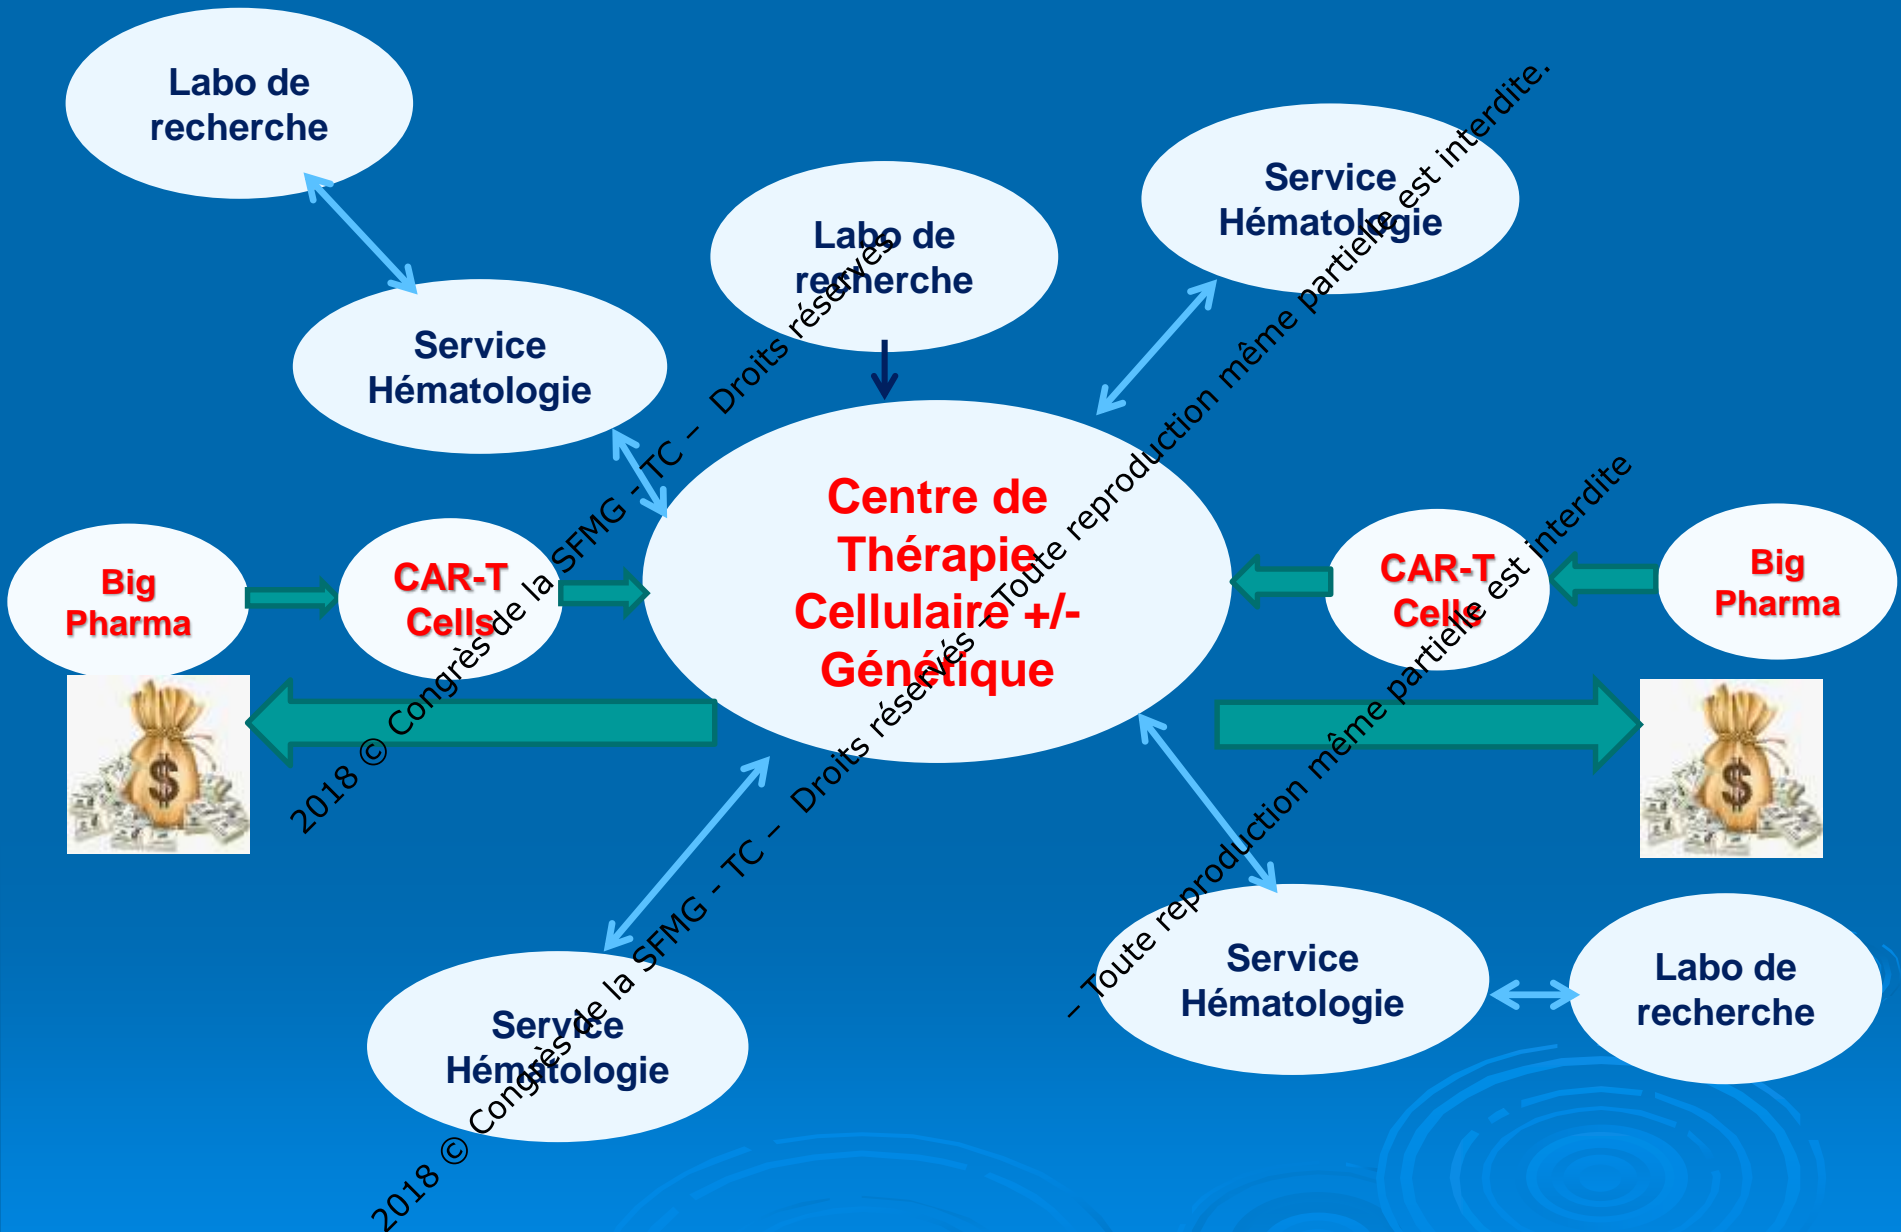 Labo de
recherche
Service
Hématologie
Labo de
recherche
Service
Hématologie
Centre de
Thérapie
Cellulaire +/-
Génétique
Big
Pharma
CAR-T
Cells
CAR-T
Cells
Big
Pharma
$
$
Service
Hématologie
Service
Hématologie
Labo de
recherche
2018 © Congrès de la SFMG - TC – Droits réservés
– Toute reproduction même partielle est interdite
2018 © Congrès de la SFMG - TC – Droits réservés – Toute reproduction même partielle est interdite.